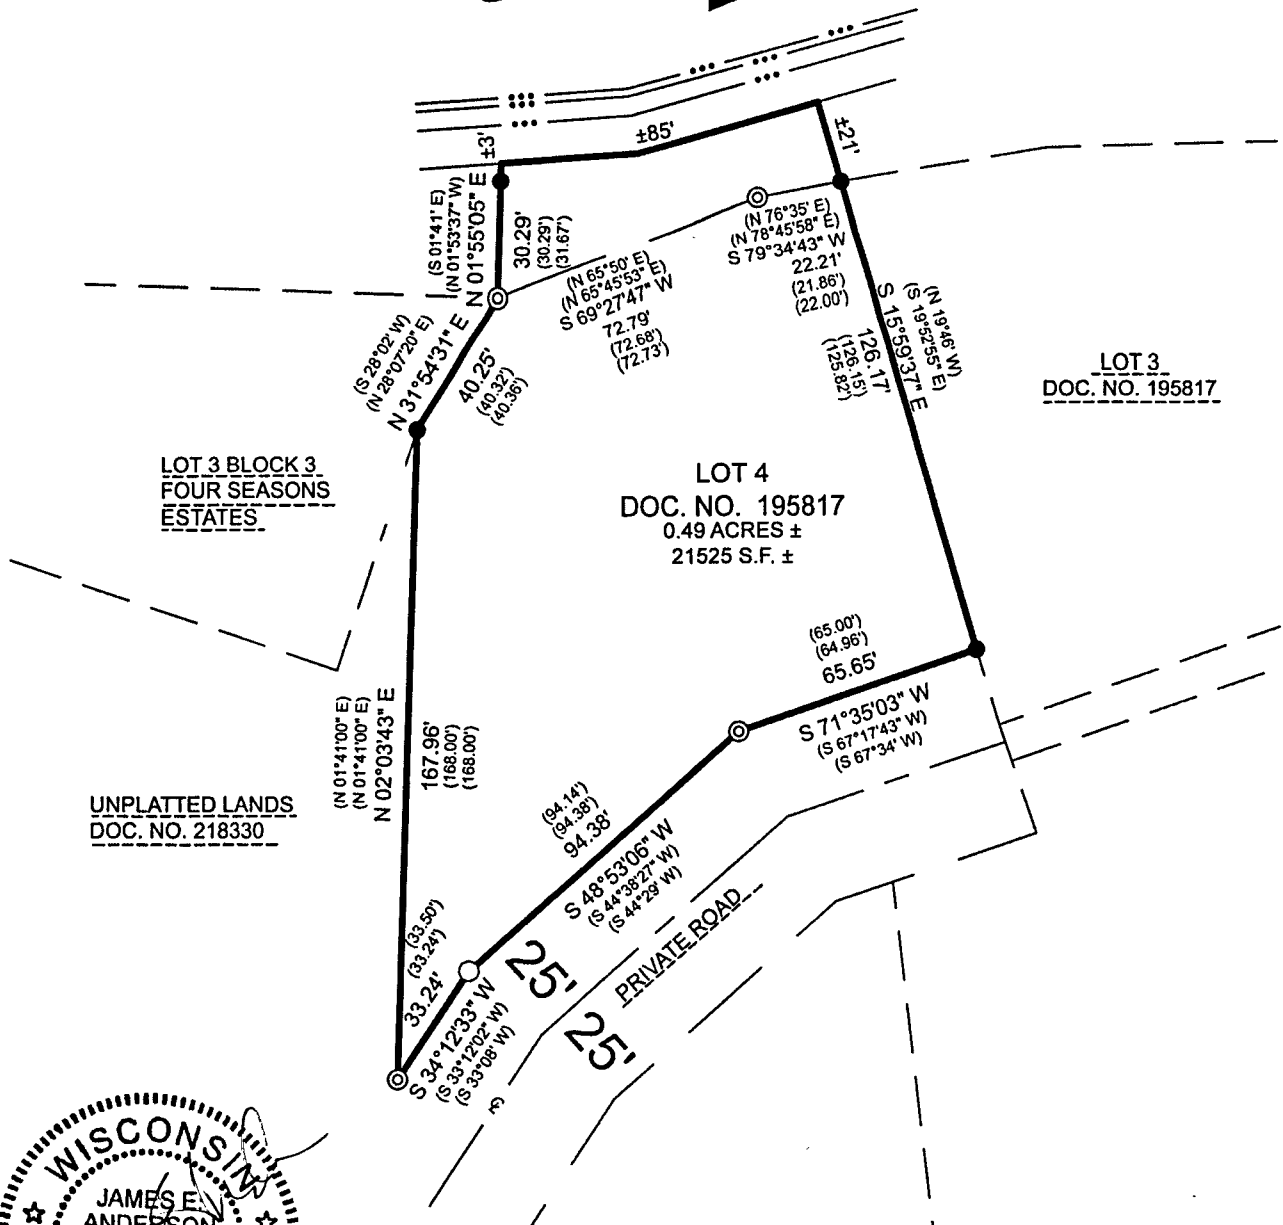 ±3'
±85'
±21'
(S 01°41' E)
(N 01°53'37" W)
N 01°55'05" E
30.29'
(30.29')
(31.67')
(N 65°50' E)
(N 65°45'53" E)
S 69°27'47" W
72.79'
(72.68')
(72.73')
(N 76°35' E)
(N 78°45'58" E)
S 79°34'43" W
22.21'
(21.86')
(22.00')
(N 19°46' W)
(S 19°52'55" E)
S 15°59'37" E
126.17'
(126.15')
(125.82')
(S 28°02' W)
(N 28°07'20" E)
N 31°54'31" E
40.25'
(40.32')
(40.36')
LOT 3
DOC. NO. 195817
LOT 3 BLOCK 3
FOUR SEASONS
ESTATES
LOT 4
DOC. NO. 195817
0.49 ACRES ±
21525 S.F. ±
(65.00')
(64.96')
65.65'
S 71°35'03" W
(S 67°17'43" W)
(S 67°34' W)
(N 01°41'00" E)
(N 01°41'00" E)
N 02°03'43" E
167.96'
(168.00')
(168.00')
UNPLATTED LANDS
DOC. NO. 218330
(94.14')
(94.38')
94.38'
S 48°53'06" W
(S 44°38'27" W)
(S 44°29' W)
25'
25'
PRIVATE ROAD
(33.50')
(33.24')
33.24'
S 34°12'33" W
(S 33°12'02" W)
(S 33°08' W)
WISCONSIN
JAMES E.
ANDERSON